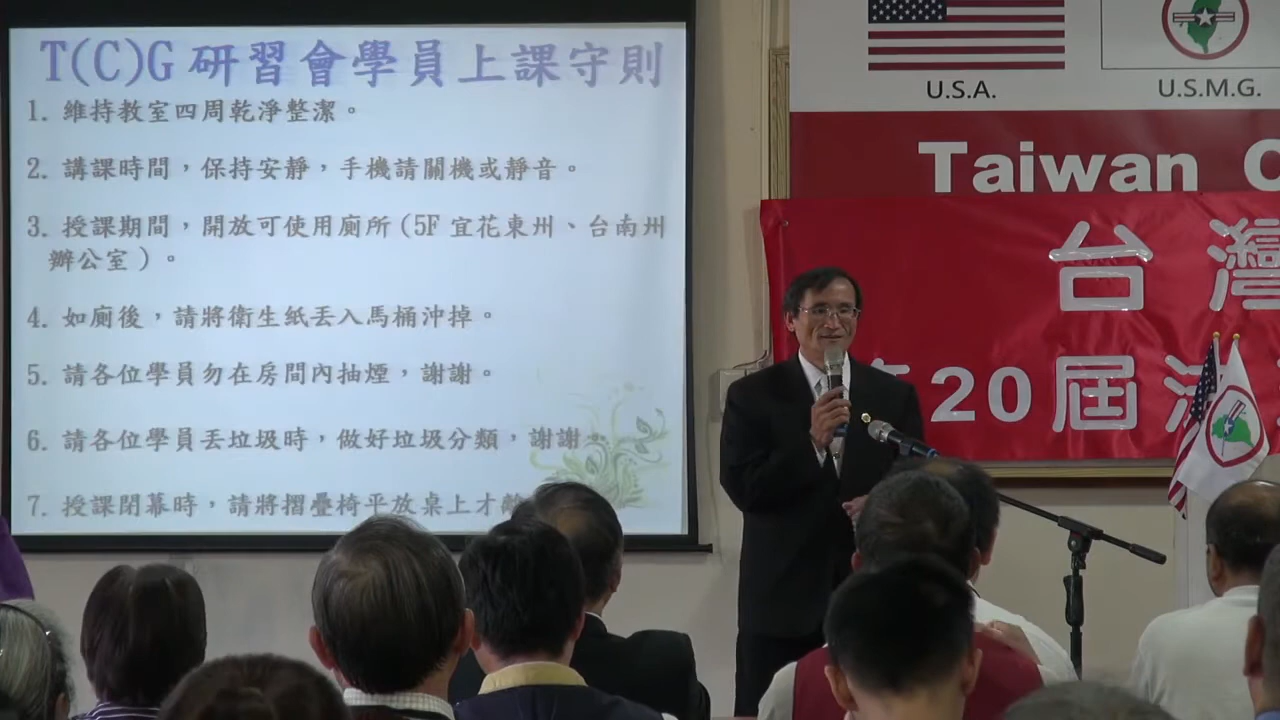 T(C)G 研習會學員上課守則
1. 維持教室四周乾淨整潔。
2. 講課時間，保持安靜，手機請關機或靜音。
3. 授課期間，開放可使用廁所(5F 宜花東州、台南州
辦公室)。
4. 如廁後，請將衛生紙丟入馬桶沖掉。
5. 請各位學員勿在房間內抽煙，謝謝。
6. 請各位學員丟垃圾時，做好垃圾分類，謝謝
7. 授課閉幕時，請將摺疊椅平放桌上才離
U.S.A.
U.S.M.G.
Taiwan C
台灣
20屆法